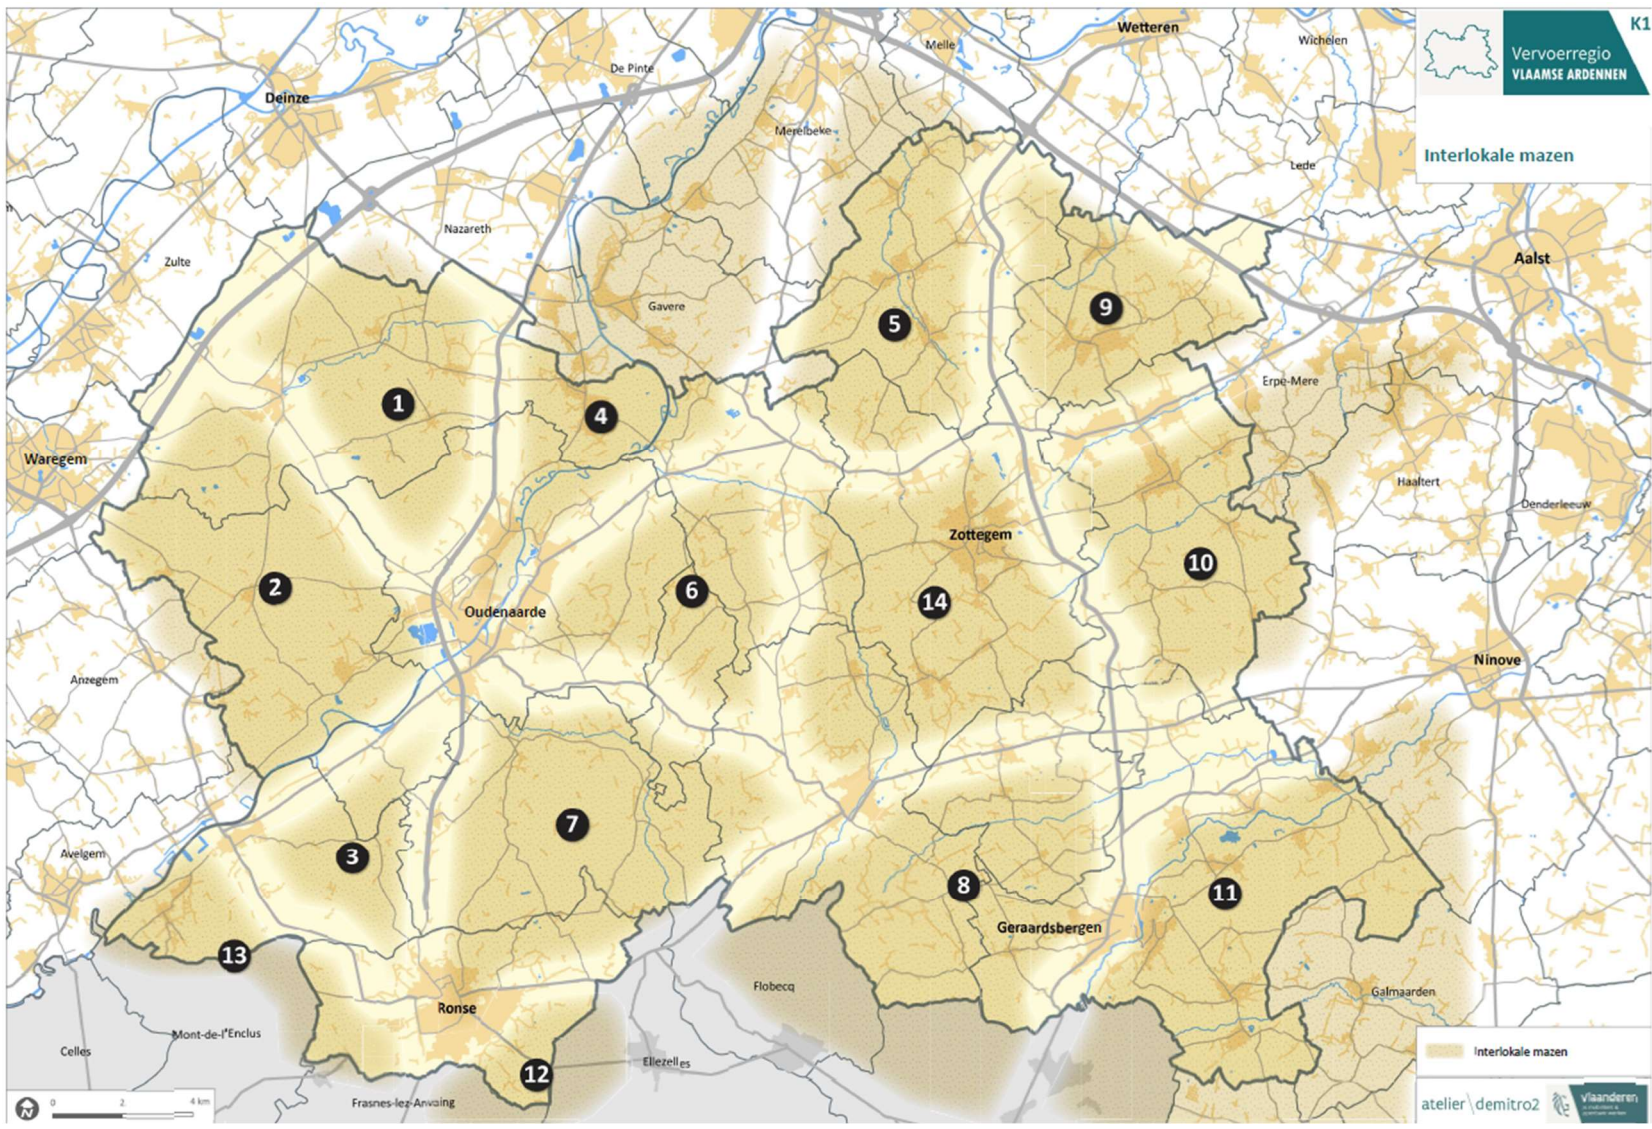 K1
Vervoerregio
VLAAMSE ARDENNEN
Interlokale mazen
Wetteren
Melle
Wichelen
De Pinte
Deinze
Merelbeke
Lede
Nazareth
Zulte
Aalst
Gavere
9
5
Erpe-Mere
1
4
Waregem
Haaltert
Denderleeuw
Zottegem
10
2
6
14
Oudenaarde
Ninove
Anzegem
7
Avelgem
3
8
11
Geraardsbergen
13
Flobecq
Galmaarden
Ronse
Mont-de-l'Enclus
Celles
Ellezelles
12
Frasnes-lez-Anvaing
Interlokale mazen
0 2 4 km
N
atelier\demitro2
Vlaanderen